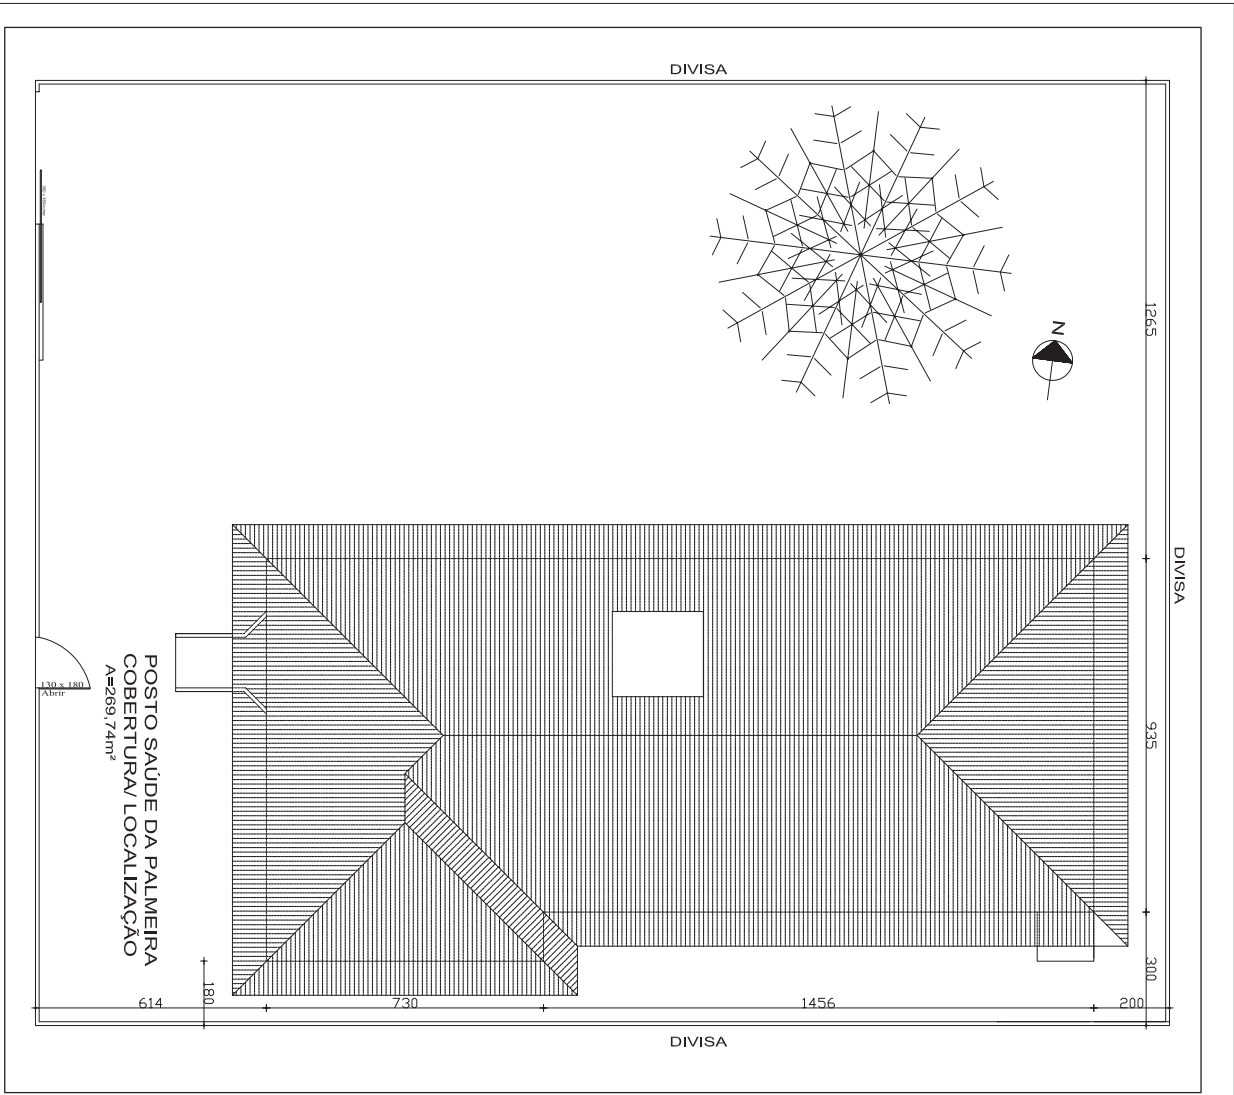 DIVISA
1265
N
DIVISA
935
130 x 180
Abrir
POSTO SAÚDE DA PALMEIRA
COBERTURA/ LOCALIZAÇÃO
A=269,74m²
300
180
614
730
1456
200
DIVISA